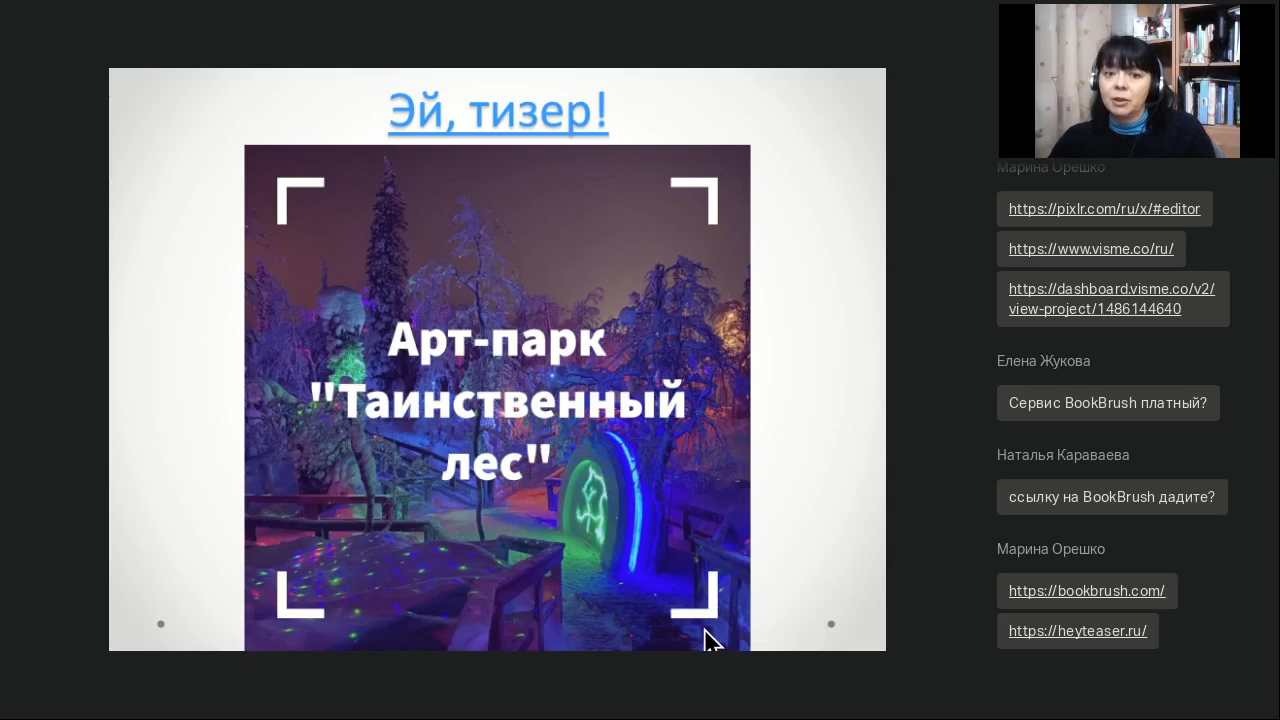 Эй, тизер!
Арт-парк
"Таинственный
лес"
Марина Орешко
https://pixlr.com/ru/x/#editor
https://www.visme.co/ru/
https://dashboard.visme.co/v2/
view-project/1486144640
Елена Жукова
Сервис BookBrush платный?
Наталья Караваева
ссылку на BookBrush дадите?
Марина Орешко
https://bookbrush.com/
https://heyteaser.ru/